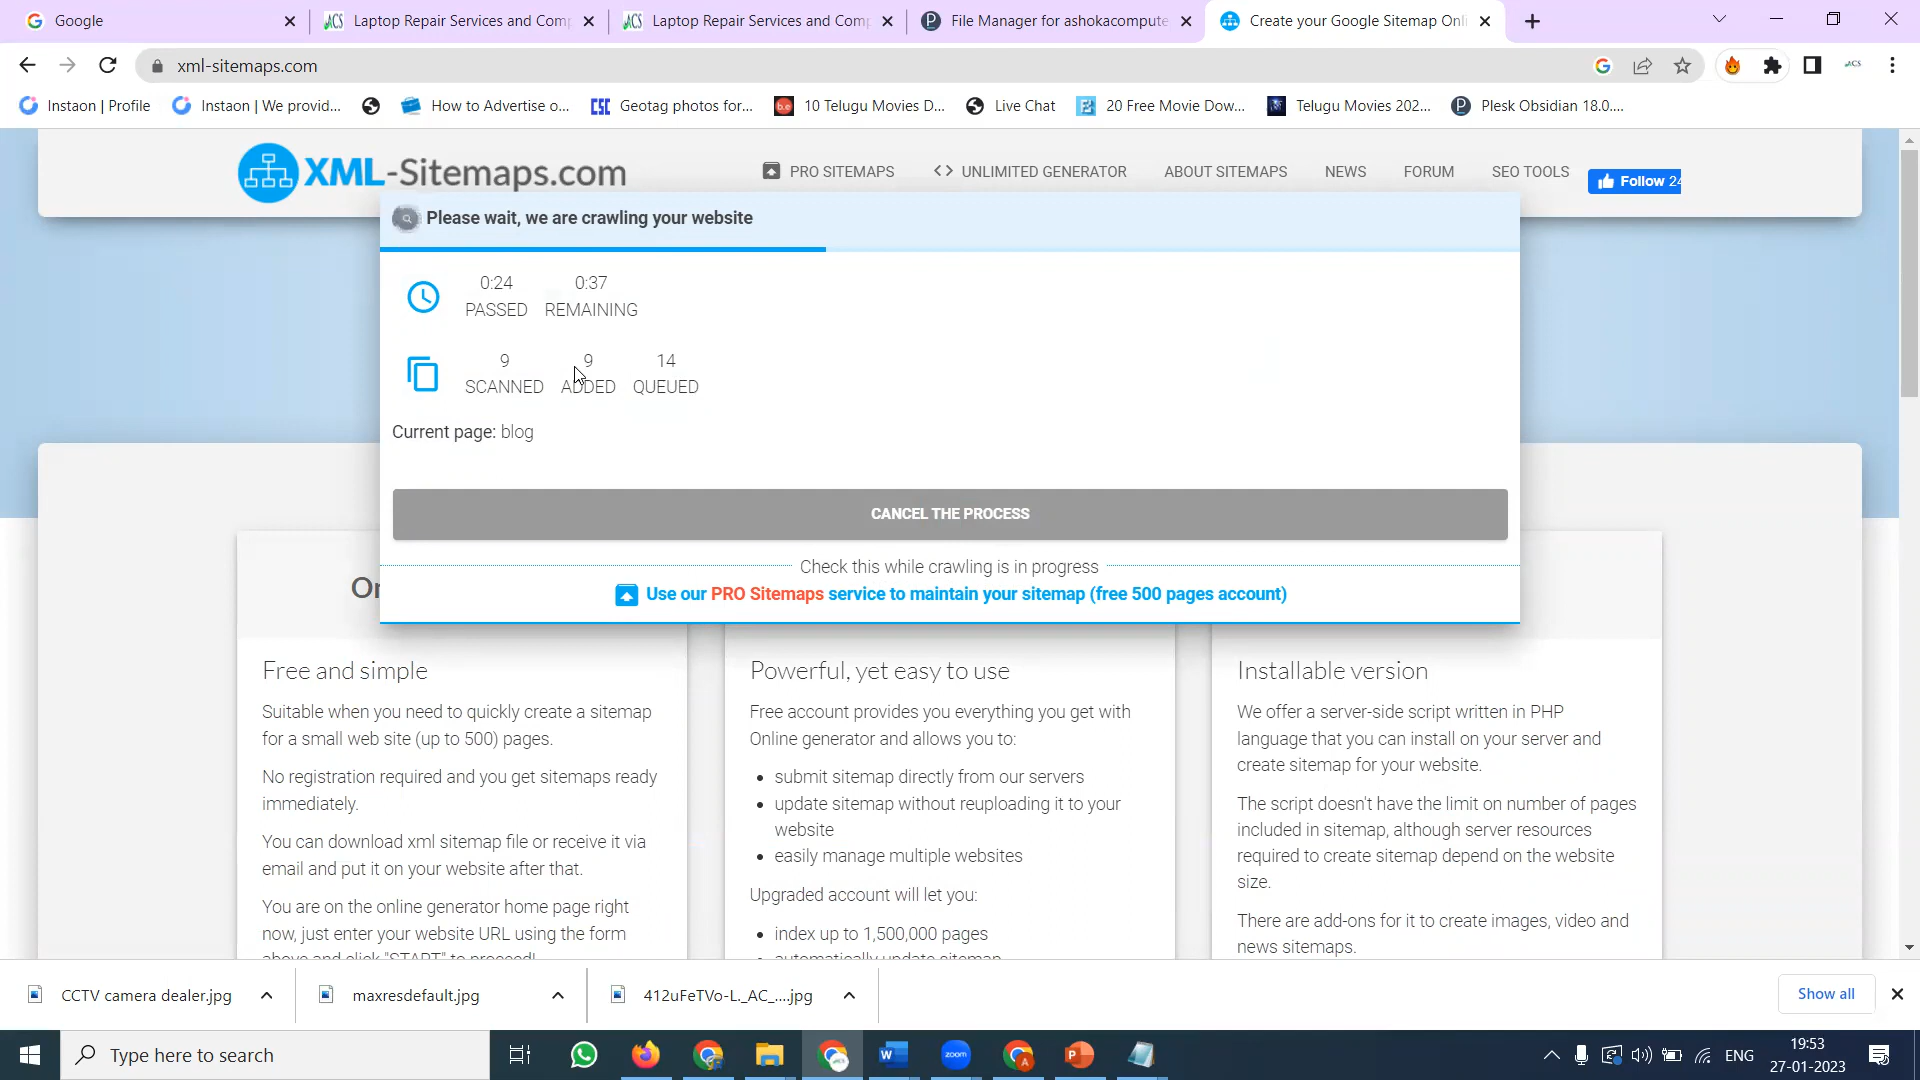 Google
Laptop Repair Services and Comp
Laptop Repair Services and Comp
File Manager for ashokacompute
Create your Google Sitemap Onli
xml-sitemaps.com
Instaon | Profile
Instaon | We provid...
How to Advertise o...
Geotag photos for...
10 Telugu Movies D...
Live Chat
20 Free Movie Dow...
Telugu Movies 202...
Plesk Obsidian 18.0....
XML-Sitemaps.com
PRO SITEMAPS
UNLIMITED GENERATOR
ABOUT SITEMAPS
NEWS
FORUM
SEO TOOLS
Follow 24
Please wait, we are crawling your website
0:24 0:37
PASSED REMAINING
9 9 14
SCANNED ADDED QUEUED
Current page: blog
CANCEL THE PROCESS
Check this while crawling is in progress
Use our PRO Sitemaps service to maintain your sitemap (free 500 pages account)
Free and simple
Suitable when you need to quickly create a sitemap
for a small web site (up to 500) pages.
No registration required and you get sitemaps ready
immediately.
You can download xml sitemap file or receive it via
email and put it on your website after that.
You are on the online generator home page right
now, just enter your website URL using the form
above and click "START" to proceed!
Powerful, yet easy to use
Free account provides you everything you get with
Online generator and allows you to:
submit sitemap directly from our servers
update sitemap without reuploading it to your
website
easily manage multiple websites
Upgraded account will let you:
index up to 1,500,000 pages
automatically update sitemap
Installable version
We offer a server-side script written in PHP
language that you can install on your server and
create sitemap for your website.
The script doesn't have the limit on number of pages
included in sitemap, although server resources
required to create sitemap depend on the website
size.
There are add-ons for it to create images, video and
news sitemaps.
CCTV camera dealer.jpg
maxresdefault.jpg
412uFeTVo-L._AC_....jpg
Show all
Type here to search
zoom
ENG
19:53
27-01-2023